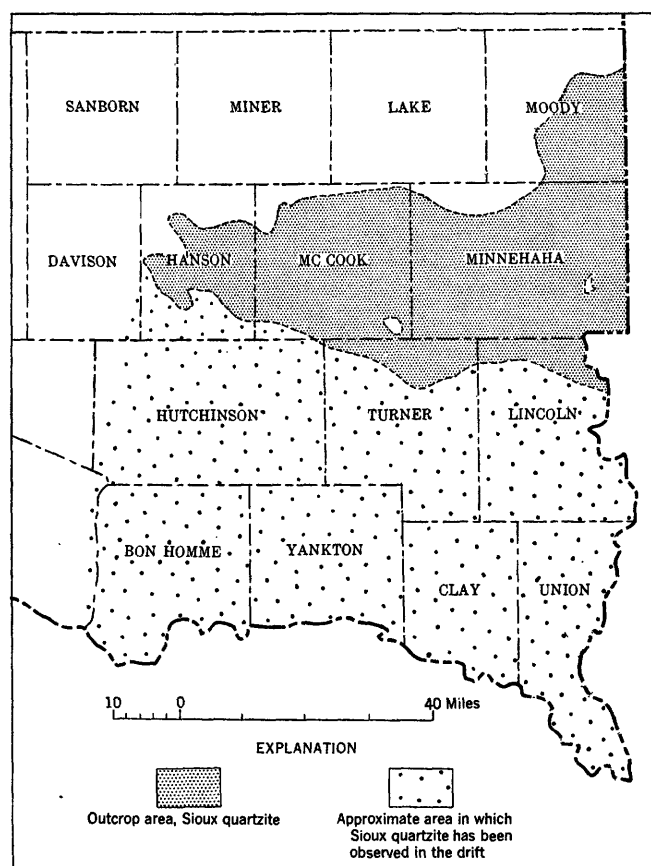 SANBORN
MINER
LAKE
MOODY
DAVISON
HANSON
MC COOK
MINNEHAHA
HUTCHINSON
TURNER
LINCOLN
BON HOMME
YANKTON
CLAY
UNION
10 0 40 Miles
EXPLANATION
Outcrop area, Sioux quartzite
Approximate area in which
Sioux quartzite has been
observed in the drift